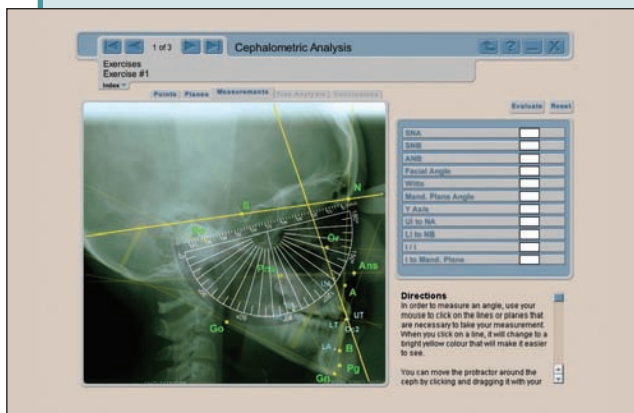 1 of 3
Cephalometric Analysis
Exercises
Exercise #1
Index
Points
Planes
Measurements
Evaluate
Reset
SNA
SNB
ANB
Facial Angle
Witts
Mand. Plane Angle
Y Axis
UI to NA
LI to NB
I / I
I to Mand. Plane
N
S
Or
Ans
A
UT
LT
Oc2
LA
B
Pg
Gn
Go
Directions
In order to measure an angle, use your
mouse to click on the lines or planes that
are necessary to take your measurement.
When you click on a line, it will change to a
bright yellow colour that will make it easier
to see.
You can move the protractor around the
ceph by clicking and dragging it with your